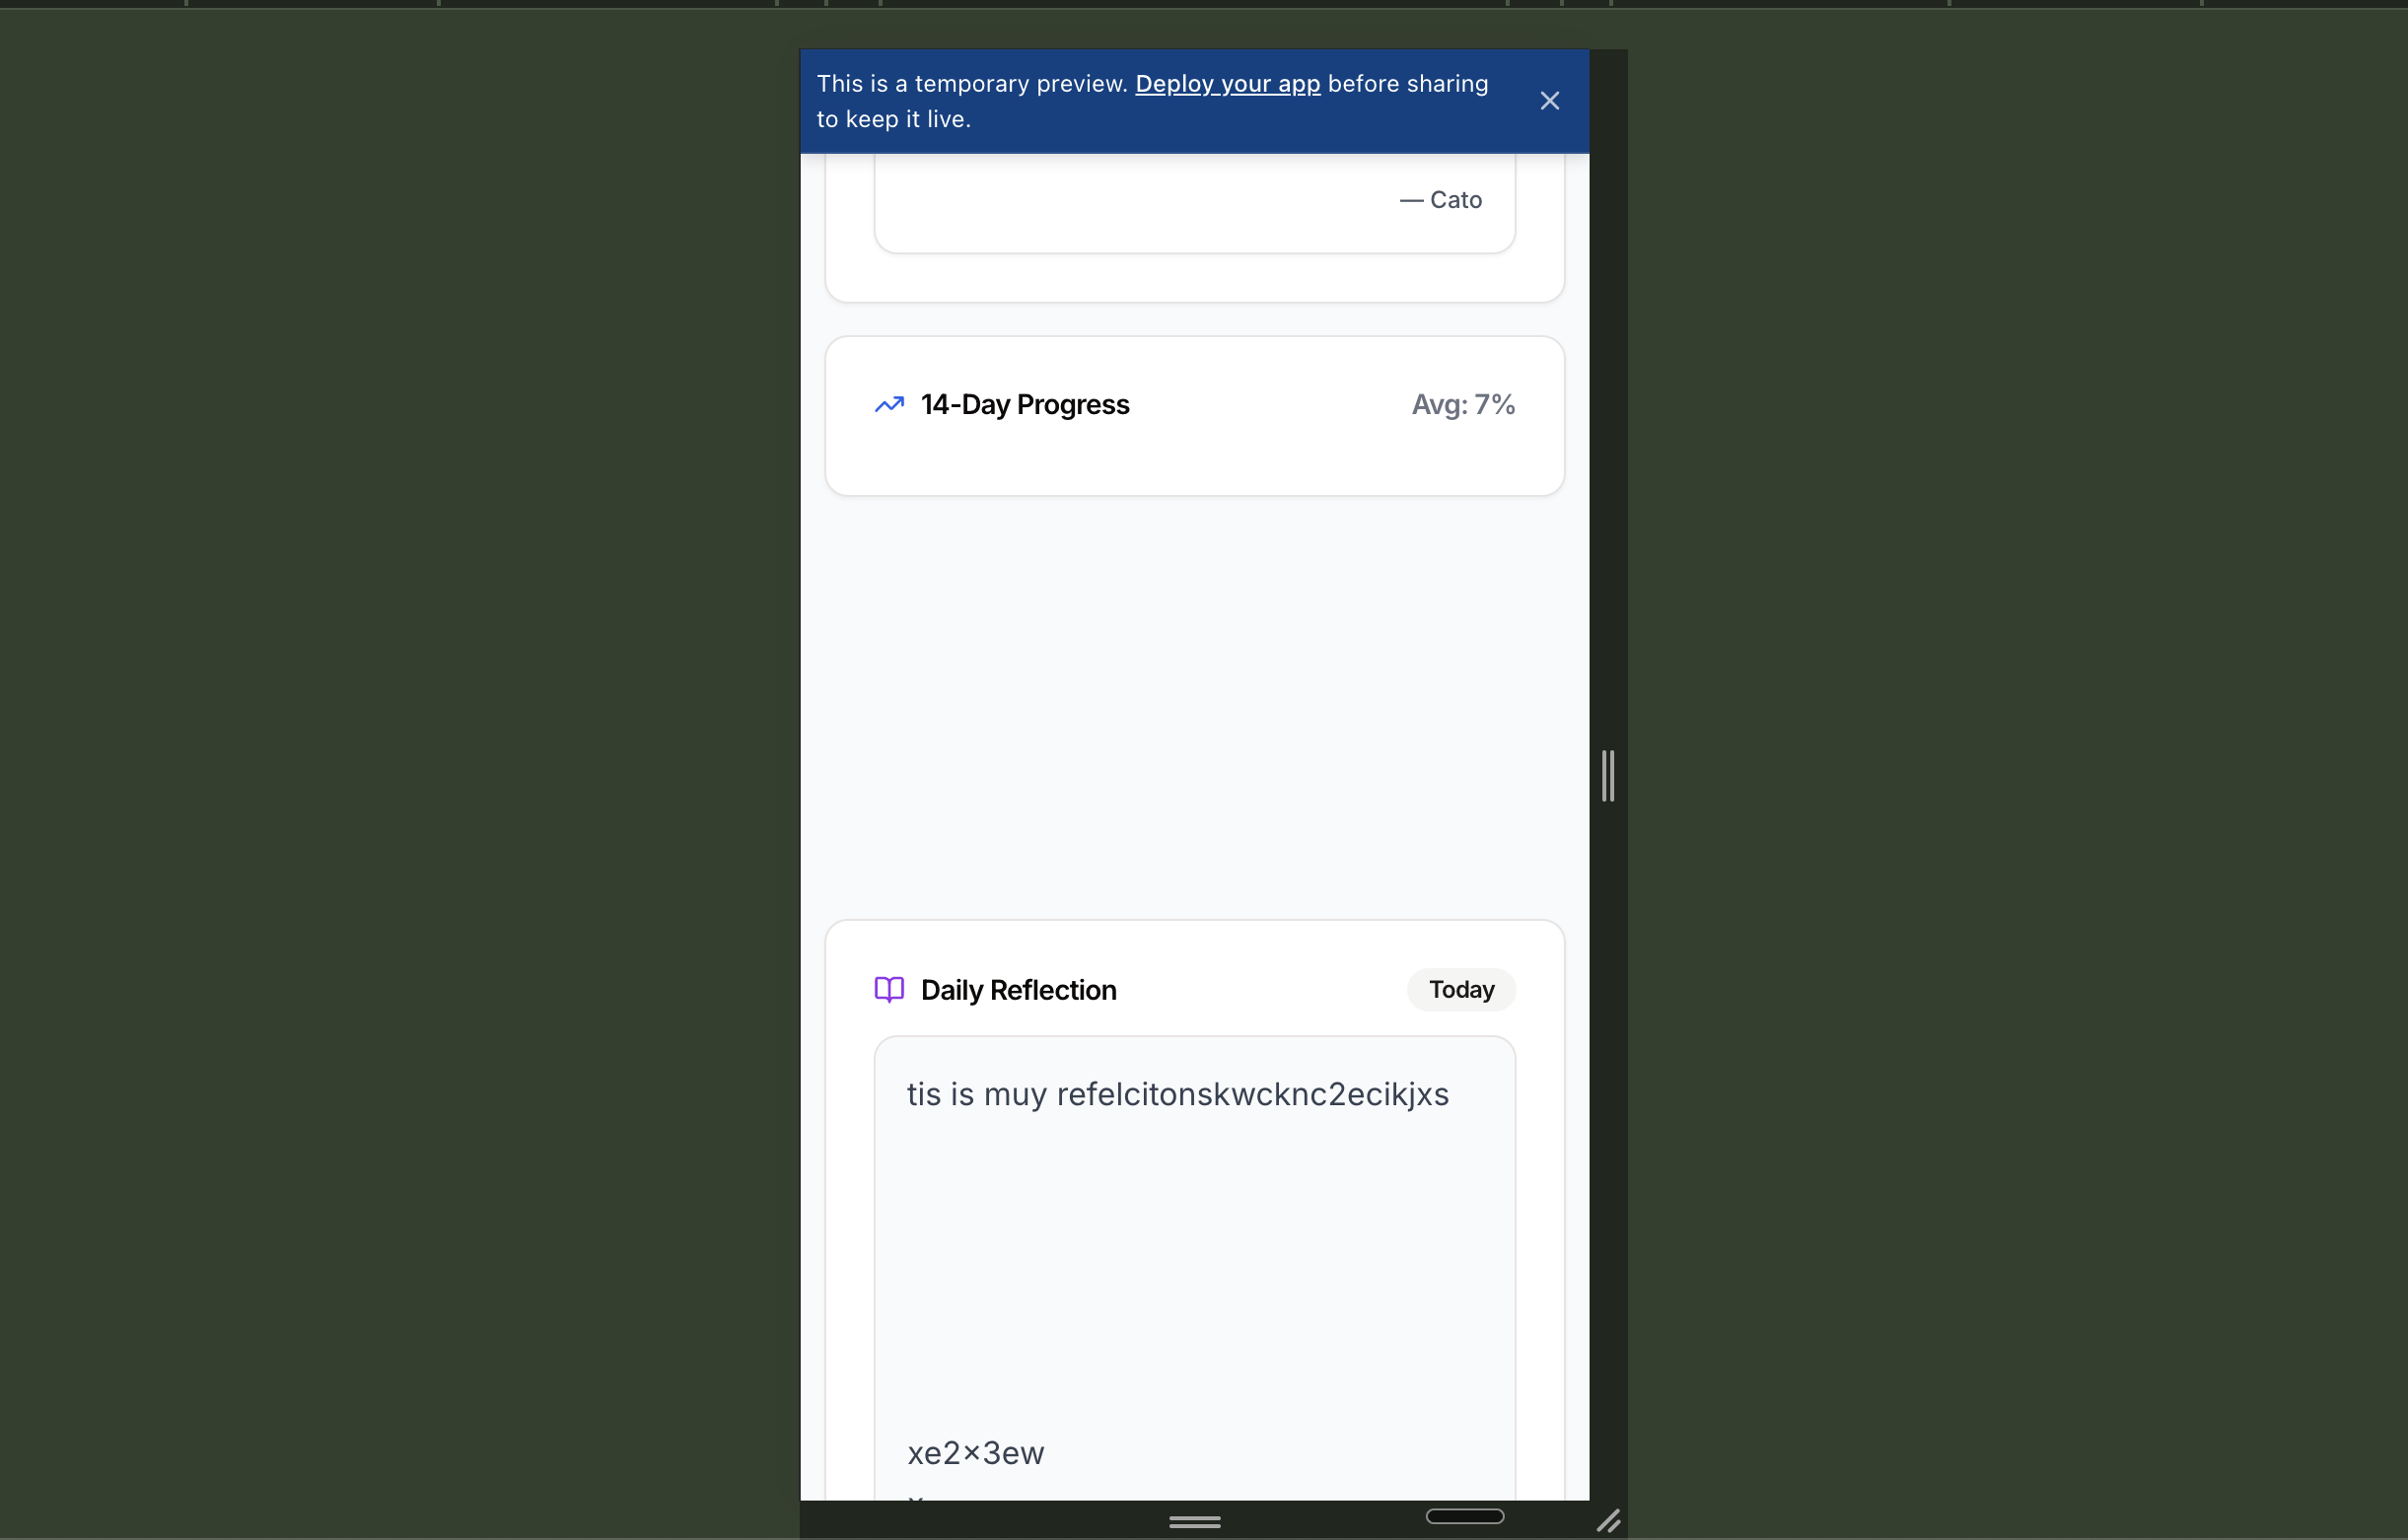 This is a temporary preview. Deploy your app before sharing
to keep it live.
— Cato
14-Day Progress
Avg: 7%
Daily Reflection
Today
tis is muy refelcitonskwcknc2ecikjxs
xe2×3ew